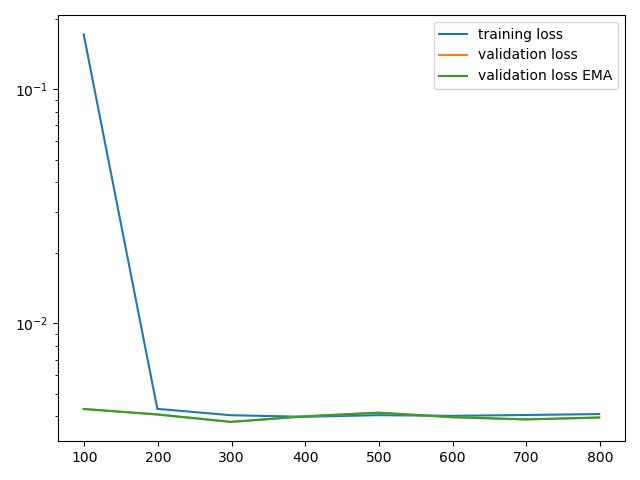 training loss
validation loss
validation loss EMA
10⁻¹
10⁻²
100 200 300 400 500 600 700 800